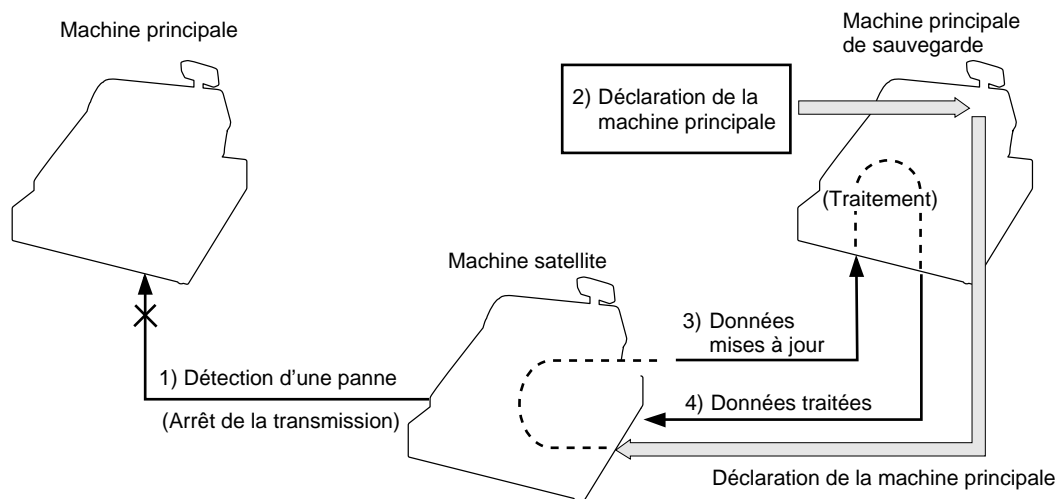 Machine principale
Machine principale
de sauvegarde
2) Déclaration de la
machine principale
(Traitement)
Machine satellite
3) Données
mises à jour
1) Détection d’une panne
(Arrêt de la transmission)
4) Données traitées
Déclaration de la machine principale